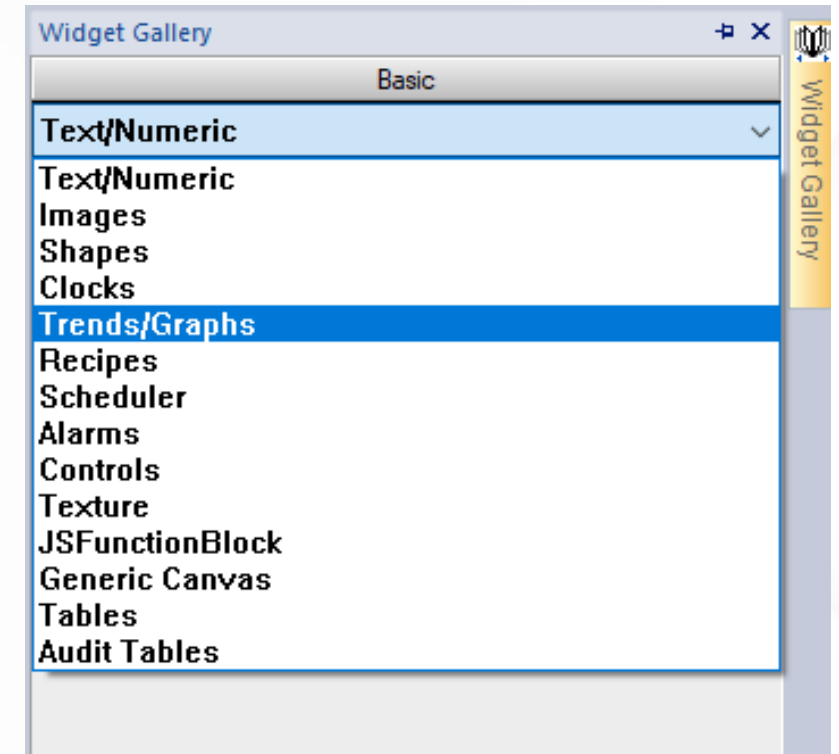 Widget Gallery
Basic
Text/Numeric
Text/Numeric
Images
Shapes
Clocks
Trends/Graphs
Recipes
Scheduler
Alarms
Controls
Texture
JSFunctionBlock
Generic Canvas
Tables
Audit Tables
Widget Gallery